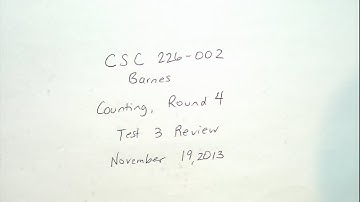 CSC 226-002
Barnes
Counting, Round 4
Test 3 Review
November 19, 2013